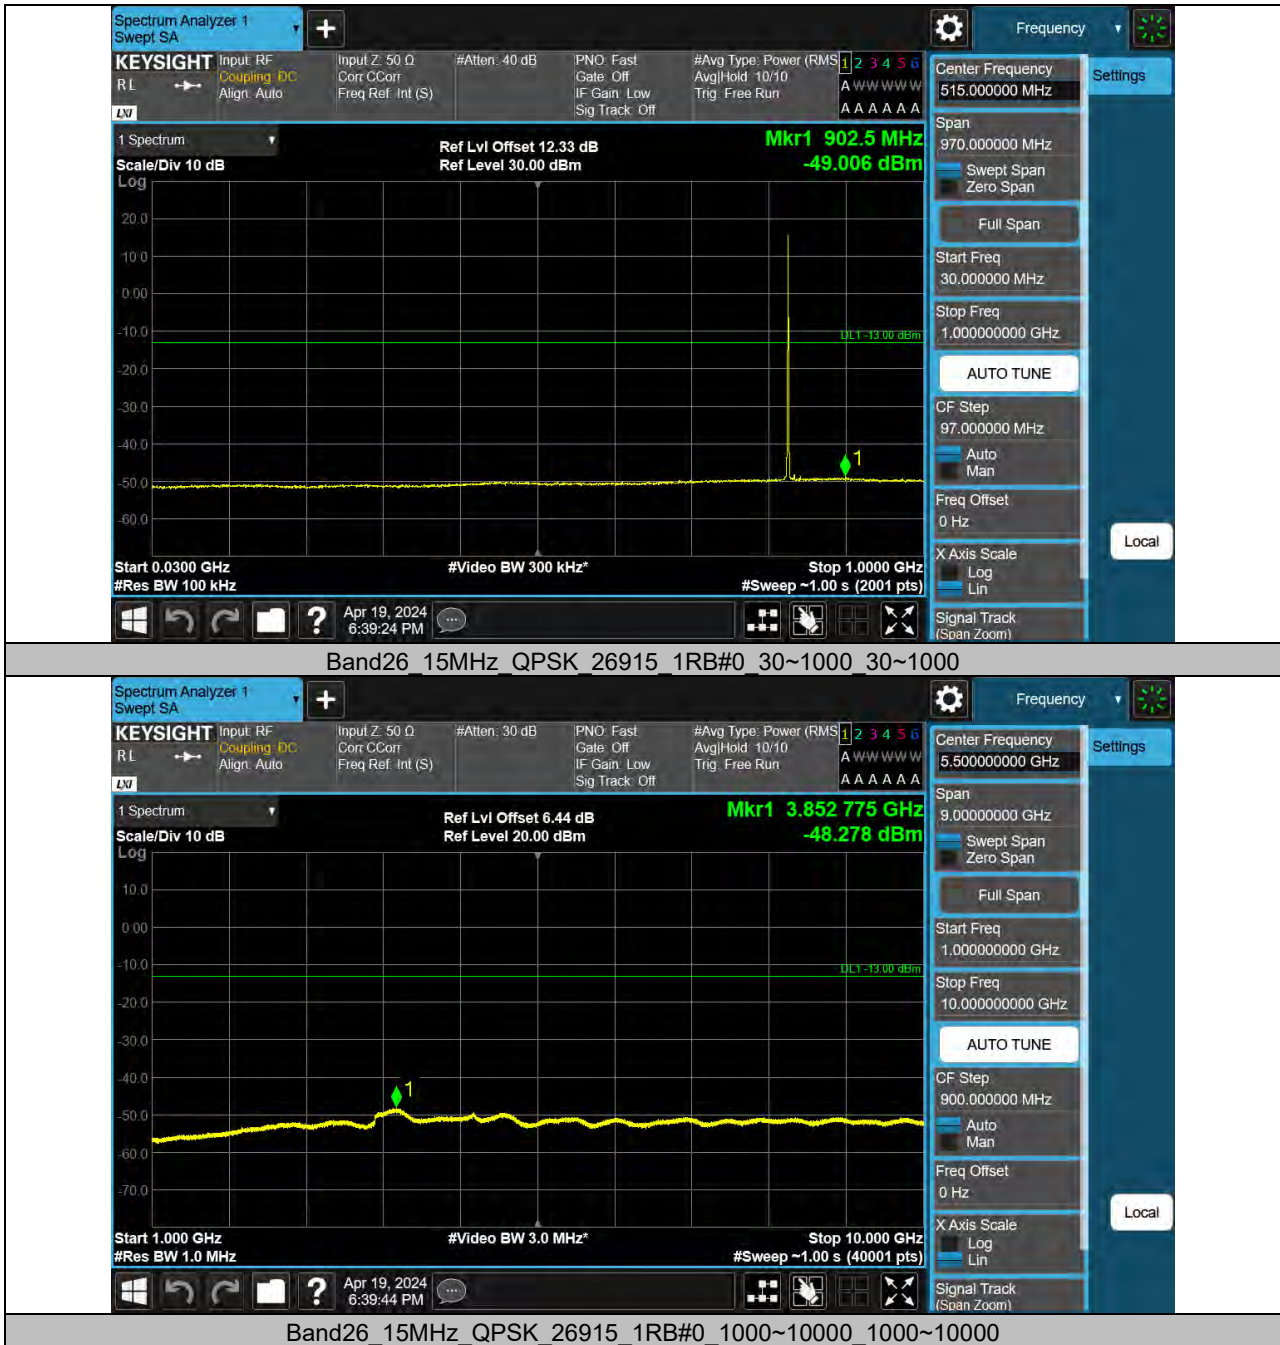 Spectrum Analyzer 1
Swept SA
Frequency
KEYSIGHT
RL
LXI
Input: RF
Coupling: DC
Align: Auto
Input Z: 50 Ω
Corr CCorr
Freq Ref: Int (S)
#Atten: 40 dB
PNO: Fast
Gate: Off
IF Gain: Low
Sig Track: Off
#Avg Type: Power (RMS
Avg|Hold: 10/10
Trig: Free Run
1 2 3 4 5 6
A W W W W W
A A A A A A
Center Frequency
515.000000 MHz
Settings
1 Spectrum
Scale/Div 10 dB
Ref Lvl Offset 12.33 dB
Ref Level 30.00 dBm
Mkr1 902.5 MHz
-49.006 dBm
Span
970.000000 MHz
Swept Span
Zero Span
Full Span
Start Freq
30.000000 MHz
Stop Freq
1.000000000 GHz
AUTO TUNE
CF Step
97.000000 MHz
Auto
Man
Freq Offset
0 Hz
X Axis Scale
Log
Lin
Signal Track
(Span Zoom)
Local
Log
20.0
10.0
0.00
-10.0
-20.0
-30.0
-40.0
-50.0
-60.0
DL1 -13.00 dBm
1
Start 0.0300 GHz
#Res BW 100 kHz
#Video BW 300 kHz*
Stop 1.0000 GHz
#Sweep ~1.00 s (2001 pts)
?
Apr 19, 2024
6:39:24 PM
Band26_15MHz_QPSK_26915_1RB#0_30~1000_30~1000
Spectrum Analyzer 1
Swept SA
Frequency
KEYSIGHT
RL
LXI
Input: RF
Coupling: DC
Align: Auto
Input Z: 50 Ω
Corr CCorr
Freq Ref: Int (S)
#Atten: 30 dB
PNO: Fast
Gate: Off
IF Gain: Low
Sig Track: Off
#Avg Type: Power (RMS
Avg|Hold: 10/10
Trig: Free Run
1 2 3 4 5 6
A W W W W W
A A A A A A
Center Frequency
5.500000000 GHz
Settings
1 Spectrum
Scale/Div 10 dB
Ref Lvl Offset 6.44 dB
Ref Level 20.00 dBm
Mkr1 3.852 775 GHz
-48.278 dBm
Span
9.00000000 GHz
Swept Span
Zero Span
Full Span
Start Freq
1.000000000 GHz
Stop Freq
10.000000000 GHz
AUTO TUNE
CF Step
900.000000 MHz
Auto
Man
Freq Offset
0 Hz
X Axis Scale
Log
Lin
Signal Track
(Span Zoom)
Local
Log
10.0
0.00
-10.0
-20.0
-30.0
-40.0
-50.0
-60.0
-70.0
DL1 -13.00 dBm
1
Start 1.000 GHz
#Res BW 1.0 MHz
#Video BW 3.0 MHz*
Stop 10.000 GHz
#Sweep ~1.00 s (40001 pts)
?
Apr 19, 2024
6:39:44 PM
Band26_15MHz_QPSK_26915_1RB#0_1000~10000_1000~10000